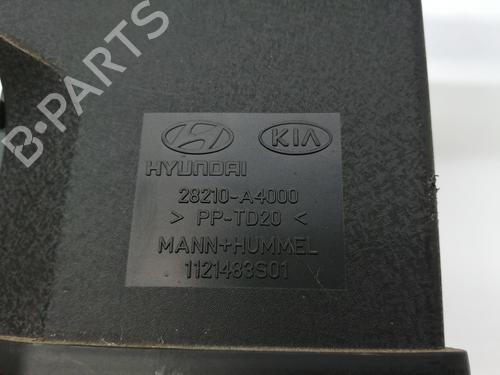 B-PARTS
KIA
HYUNDAI
28210-A4000
> PP-TD20 <
MANN+HUMMEL
1121483S01